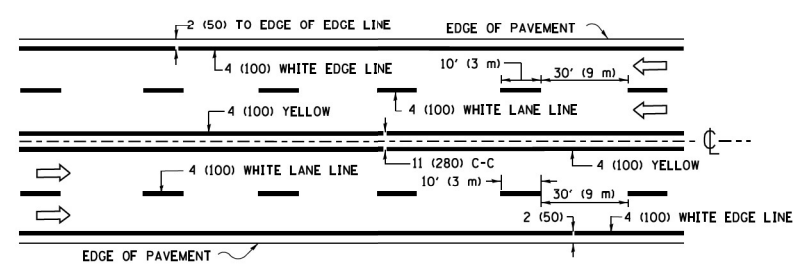 2 (50) TO EDGE OF EDGE LINE
EDGE OF PAVEMENT
4 (100) WHITE EDGE LINE
10' (3 m)
30' (9 m)
4 (100) YELLOW
4 (100) WHITE LANE LINE
℄
4 (100) WHITE LANE LINE
11 (280) C-C
4 (100) YELLOW
10' (3 m)
30' (9 m)
2 (50)
4 (100) WHITE EDGE LINE
EDGE OF PAVEMENT